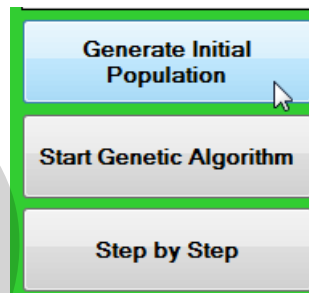 Generate Initial
Population
Start Genetic Algorithm
Step by Step